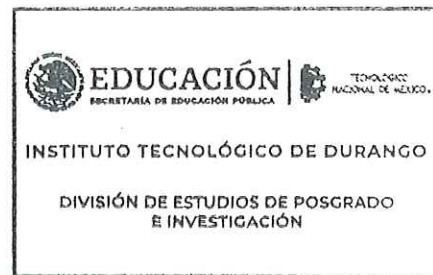 EDUCACIÓN
SECRETARÍA DE EDUCACIÓN PÚBLICA
TECNOLÓGICO
NACIONAL DE MÉXICO
INSTITUTO TECNOLÓGICO DE DURANGO
DIVISIÓN DE ESTUDIOS DE POSGRADO
E INVESTIGACIÓN